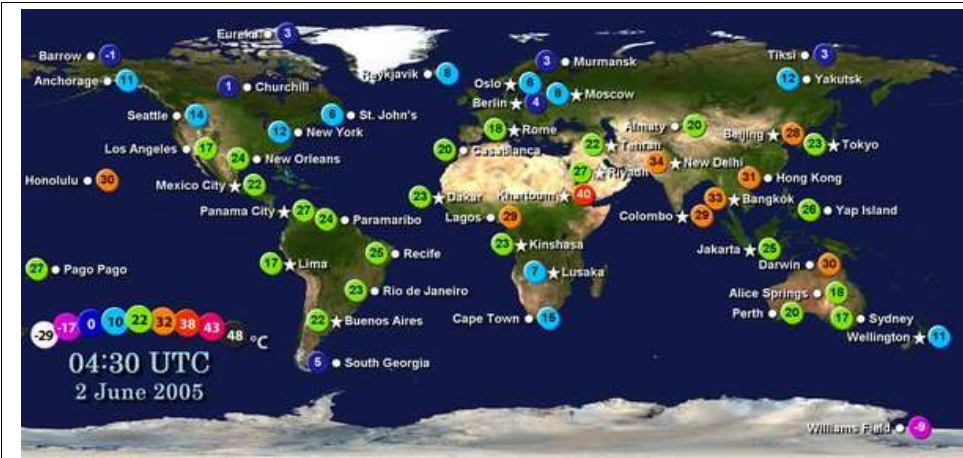 Eureka 3
Barrow -1
Tiksi 3
Murmansk 3
Anchorage 11
Reykjavik 8
Yakutsk 12
Oslo 6
Moscow 8
Churchill 1
Berlin 4
Seattle 14
St. John's 6
New York 12
Rome 18
Almaty 20
Beijing 28
Los Angeles 17
Casablanca 20
Tehran 22
Tokyo 23
New Orleans 24
New Delhi 34
Honolulu 30
Mexico City 22
Riyadh 27
Hong Kong 31
Dakar 23
Khartoum 40
Bangkok 33
Panama City 27
Paramaribo 24
Lagos 29
Colombo 29
Yap Island 26
Kinshasa 23
Jakarta 25
Recife 25
Pago Pago 27
Lima 17
Lusaka 7
Darwin 30
Rio de Janeiro 23
Alice Springs 18
Buenos Aires 22
Cape Town 15
Perth 20
Sydney 17
Wellington 11
-29 -17 0 10 22 32 38 43 48 °C
04:30 UTC
South Georgia 5
2 June 2005
Williams Field -9